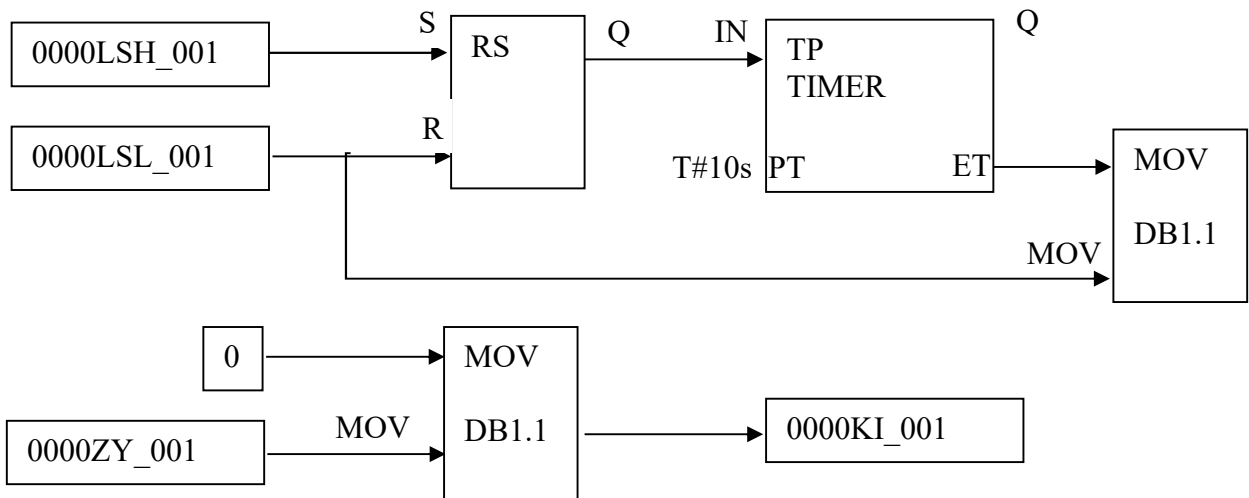 S
Q
IN
Q
0000LSH_001
RS
TP
TIMER
R
0000LSL_001
T#10s
PT
ET
MOV
DB1.1
MOV
0
MOV
0000ZY_001
MOV
DB1.1
0000KI_001